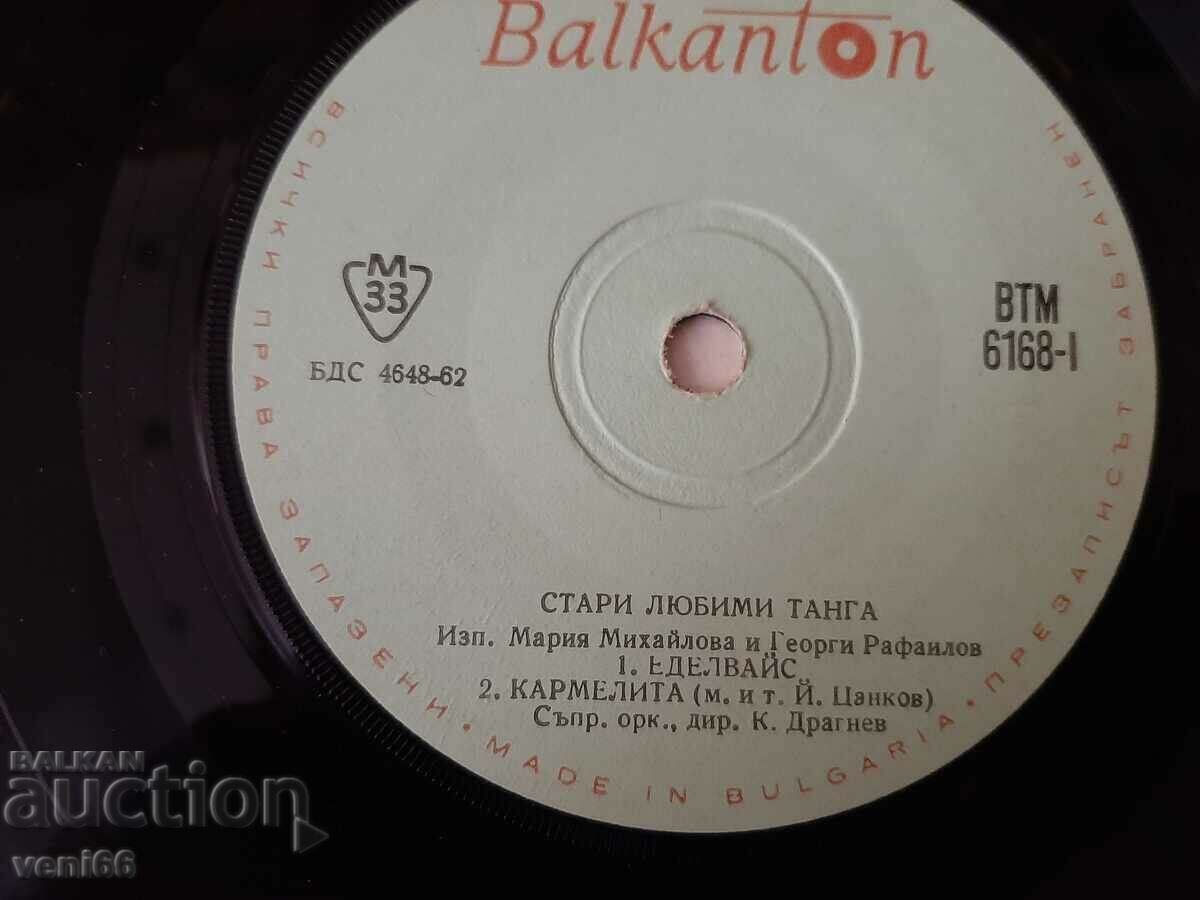 Balkanton
ВСИЧКИ ПРАВА ЗАПАЗЕНИ • MADE IN BULGARIA • ПРЕЗАПИСЪТ ЗАБРАНЕН
М
33
БДС 4648-62
ВТМ
6168-I
СТАРИ ЛЮБИМИ ТАНГА
Изп. Мария Михайлова и Георги Рафаилов
1. ЕДЕЛВАЙС
2. КАРМЕЛИТА (м. и т. Й. Цанков)
Съпр. орк., дир. К. Драгнев
BALKAN
auction
veni66